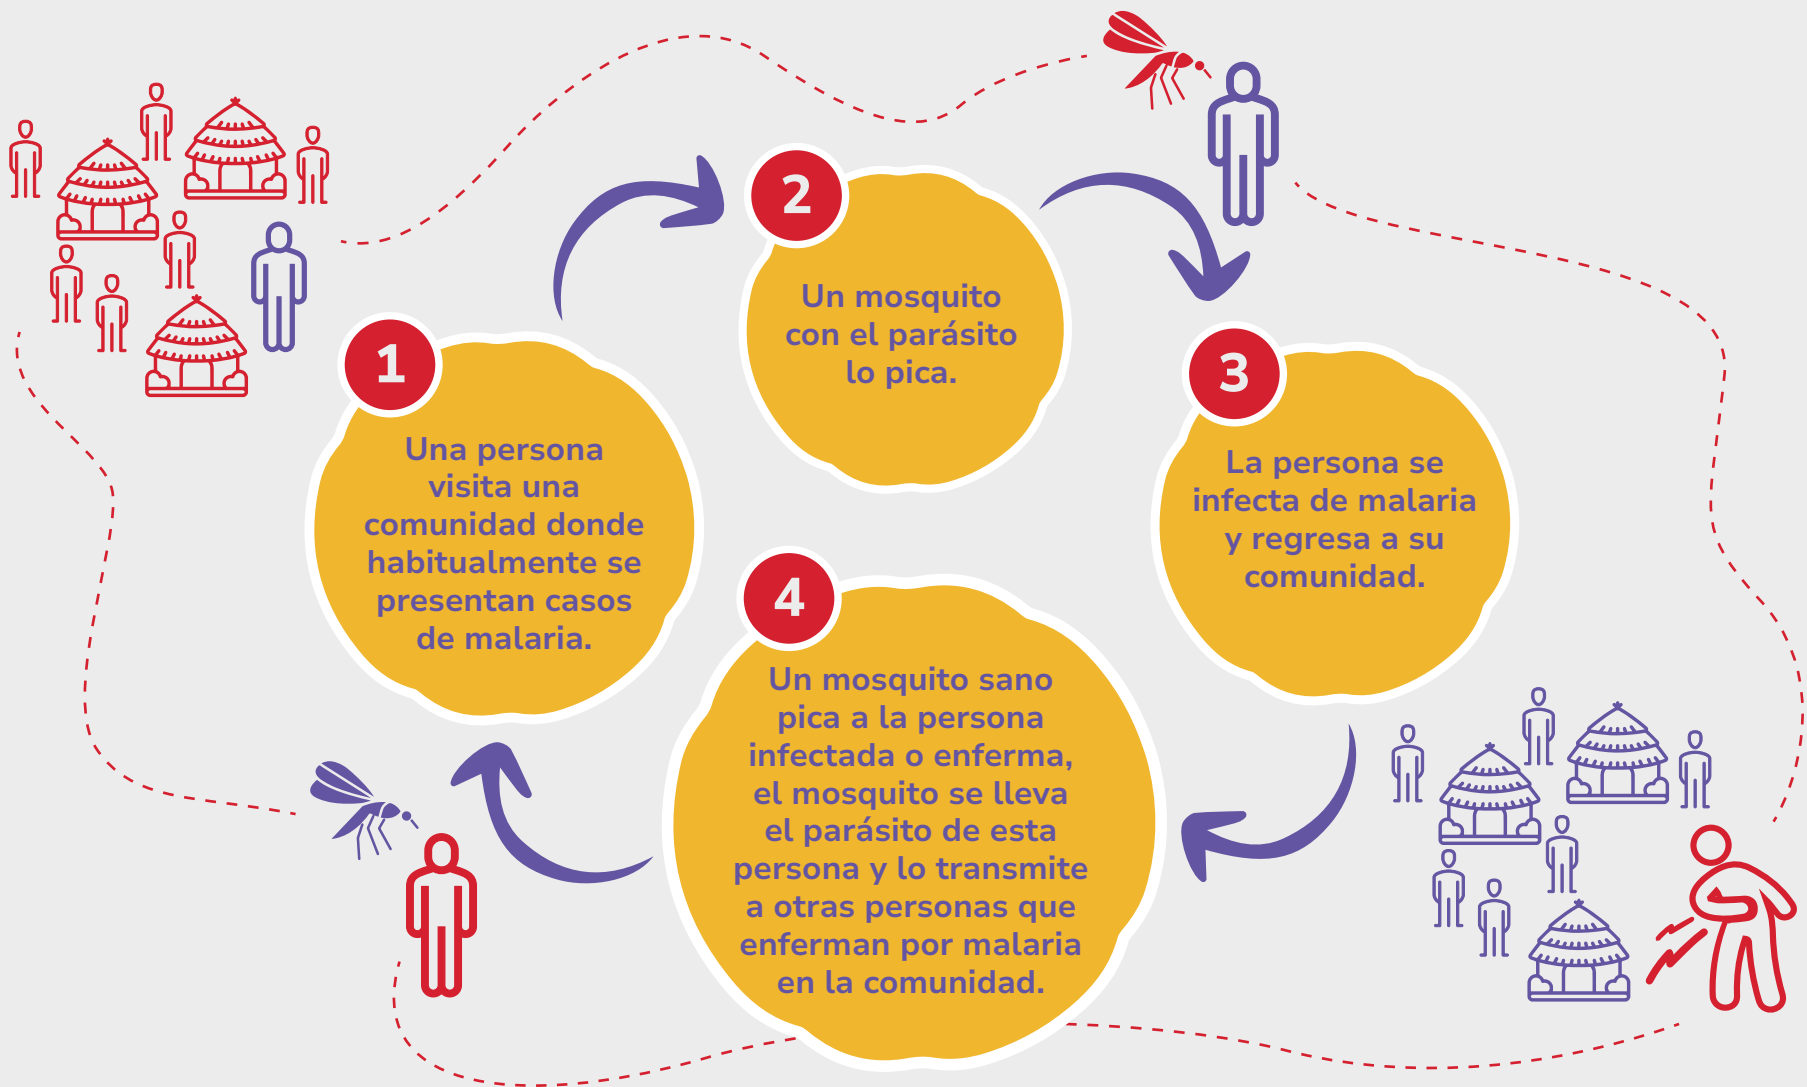 1
Una persona
visita una
comunidad donde
habitualmente se
presentan casos
de malaria.
2
Un mosquito
con el parásito
lo pica.
3
La persona se
infecta de malaria
y regresa a su
comunidad.
4
Un mosquito sano
pica a la persona
infectada o enferma,
el mosquito se lleva
el parásito de esta
persona y lo transmite
a otras personas que
enferman por malaria
en la comunidad.